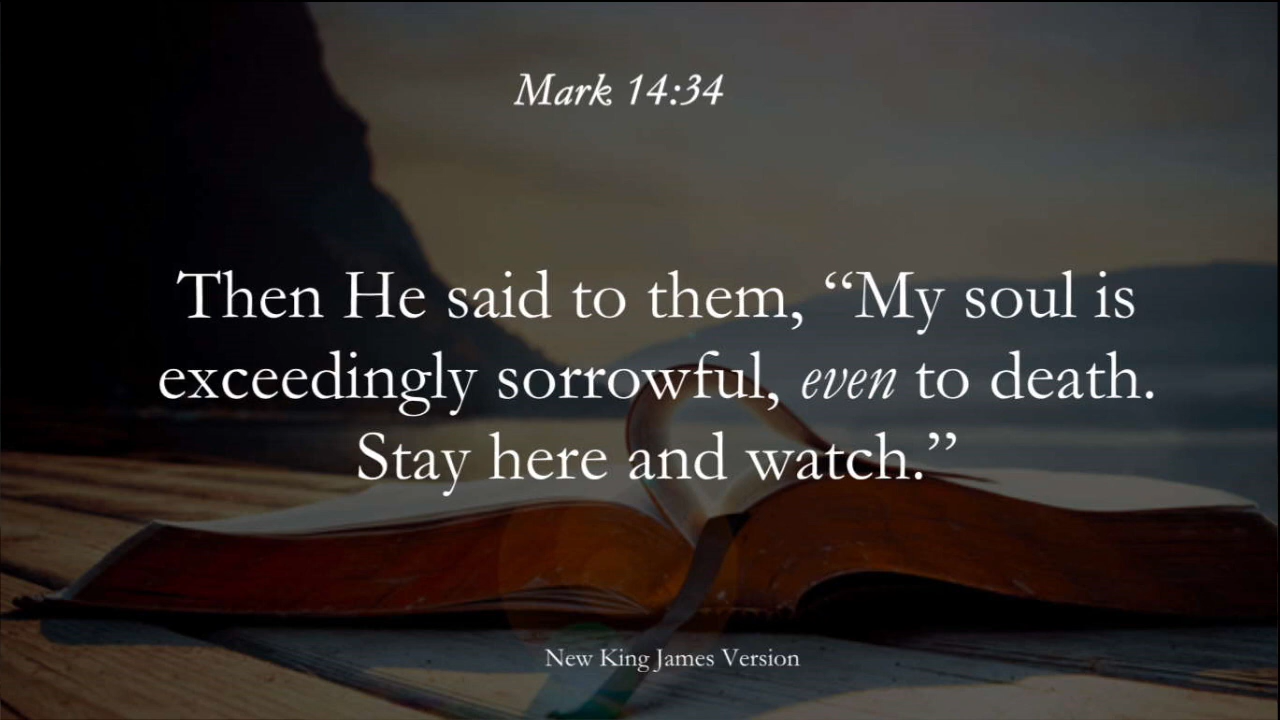 Mark 14:34
Then He said to them, “My soul is
exceedingly sorrowful, even to death.
Stay here and watch.”
New King James Version